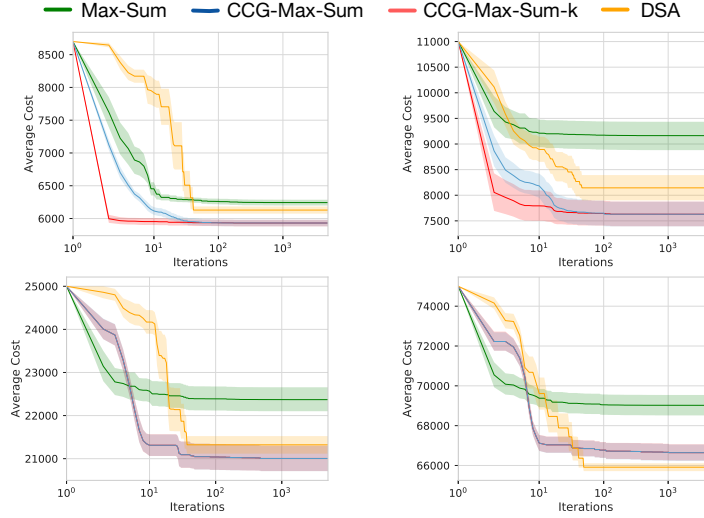 Max-Sum CCG-Max-Sum CCG-Max-Sum-k DSA
8500
8000
7500
7000
6500
6000
Average Cost
10^0 10^1 10^2 10^3
Iterations
11000
10500
10000
9500
9000
8500
8000
7500
Average Cost
10^0 10^1 10^2 10^3
Iterations
25000
24000
23000
22000
21000
Average Cost
10^0 10^1 10^2 10^3
Iterations
74000
72000
70000
68000
66000
Average Cost
10^0 10^1 10^2 10^3
Iterations